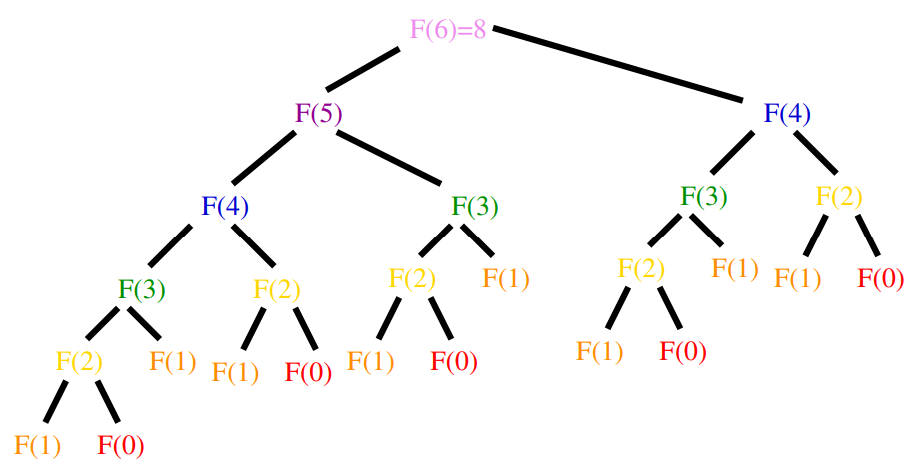 F(6)=8
F(5) F(4)
F(4) F(3) F(3) F(2)
F(3) F(2) F(2) F(1) F(2) F(1) F(1) F(0)
F(2) F(1) F(1) F(0) F(1) F(0) F(1) F(0)
F(1) F(0)